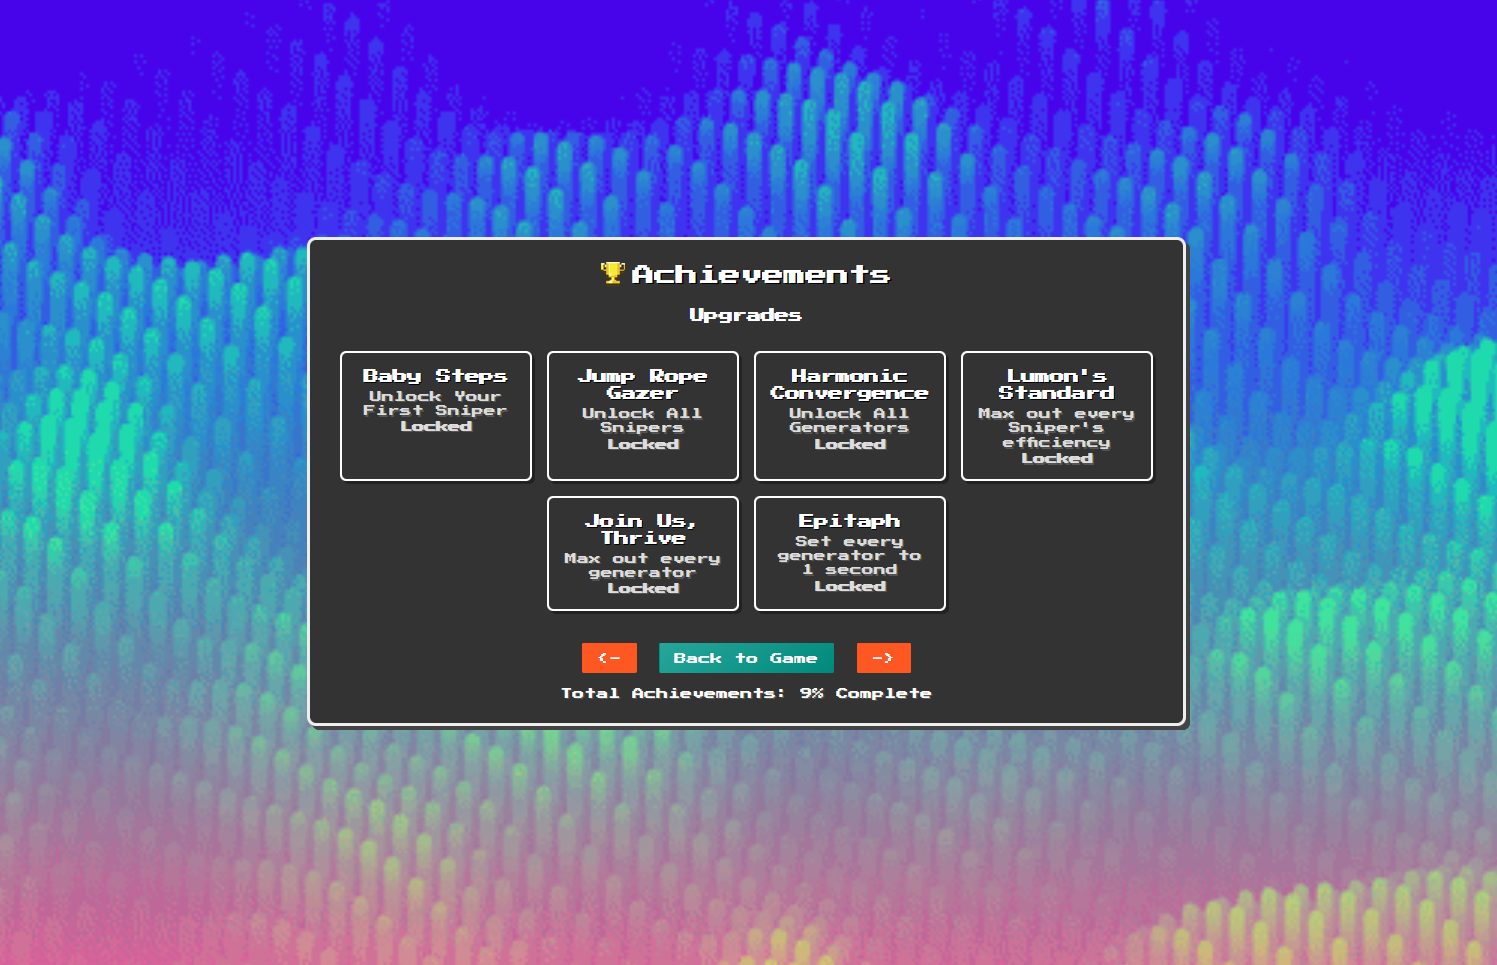 Achievements
Upgrades
Baby Steps
Unlock Your
First Sniper
Locked
Jump Rope
Gazer
Unlock All
Snipers
Locked
Harmonic
Convergence
Unlock All
Generators
Locked
Lumon's
Standard
Max out every
Sniper's
efficiency
Locked
Join Us,
Thrive
Max out every
generator
Locked
Epitaph
Set every
generator to
1 second
Locked
<-
Back to Game
->
Total Achievements: 9% Complete